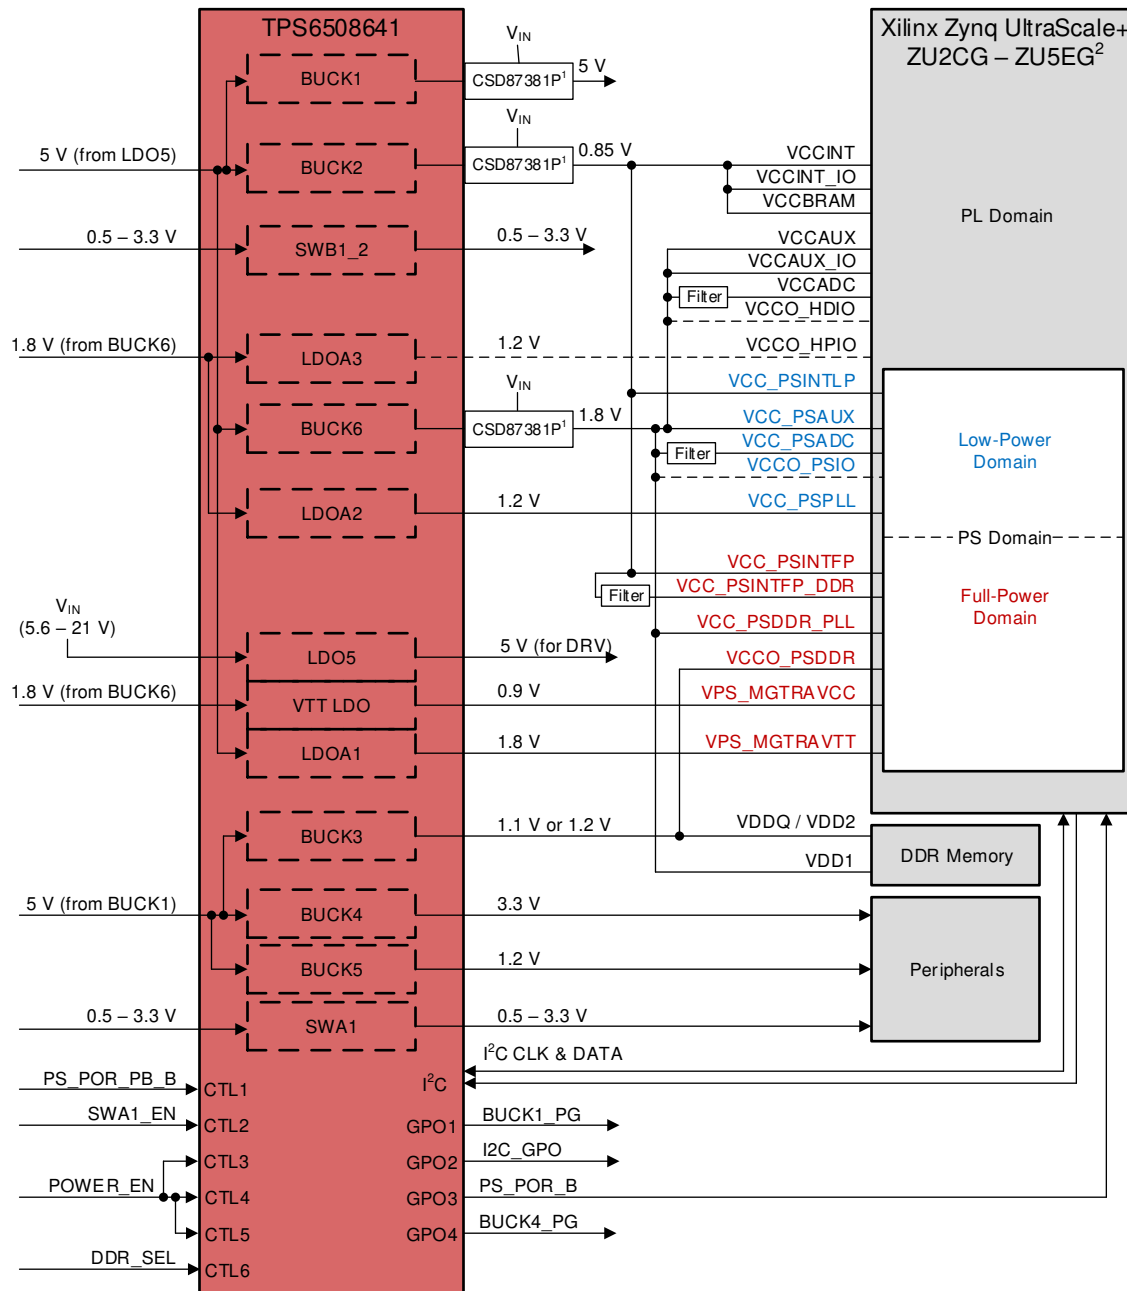 TPS6508641
Xilinx Zynq UltraScale+
ZU2CG – ZU5EG²
V_IN
BUCK1
CSD87381P¹
5 V
V_IN
5 V (from LDO5)
BUCK2
CSD87381P¹
0.85 V
VCCINT
VCCINT_IO
VCCBRAM
PL Domain
0.5 – 3.3 V
SWB1_2
0.5 – 3.3 V
VCCAUX
VCCAUX_IO
Filter
VCCADC
VCCO_HDIO
1.8 V (from BUCK6)
LDOA3
1.2 V
VCCO_HPIO
V_IN
VCC_PSINTLP
BUCK6
CSD87381P¹
1.8 V
VCC_PSAUX
Filter
VCC_PSADC
VCCO_PSIO
Low-Power
Domain
LDOA2
1.2 V
VCC_PSPLL
PS Domain
VCC_PSINTFP
Filter
VCC_PSINTFP_DDR
Full-Power
Domain
V_IN
(5.6 – 21 V)
LDO5
5 V (for DRV)
VCC_PSDDR_PLL
VCCO_PSDDR
1.8 V (from BUCK6)
VTT LDO
0.9 V
VPS_MGTRAVCC
LDOA1
1.8 V
VPS_MGTRAVTT
BUCK3
1.1 V or 1.2 V
VDDQ / VDD2
VDD1
DDR Memory
5 V (from BUCK1)
BUCK4
3.3 V
BUCK5
1.2 V
Peripherals
0.5 – 3.3 V
SWA1
0.5 – 3.3 V
I²C CLK & DATA
I²C
PS_POR_PB_B
CTL1
SWA1_EN
CTL2
GPO1
BUCK1_PG
CTL3
GPO2
I2C_GPO
POWER_EN
CTL4
GPO3
PS_POR_B
CTL5
GPO4
BUCK4_PG
DDR_SEL
CTL6